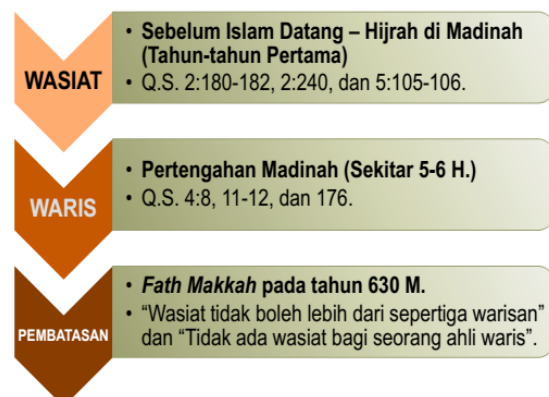 WASIAT
• Sebelum Islam Datang – Hijrah di Madinah
(Tahun-tahun Pertama)
• Q.S. 2:180-182, 2:240, dan 5:105-106.
WARIS
• Pertengahan Madinah (Sekitar 5-6 H.)
• Q.S. 4:8, 11-12, dan 176.
PEMBATASAN
• Fath Makkah pada tahun 630 M.
• “Wasiat tidak boleh lebih dari sepertiga warisan”
dan “Tidak ada wasiat bagi seorang ahli waris”.